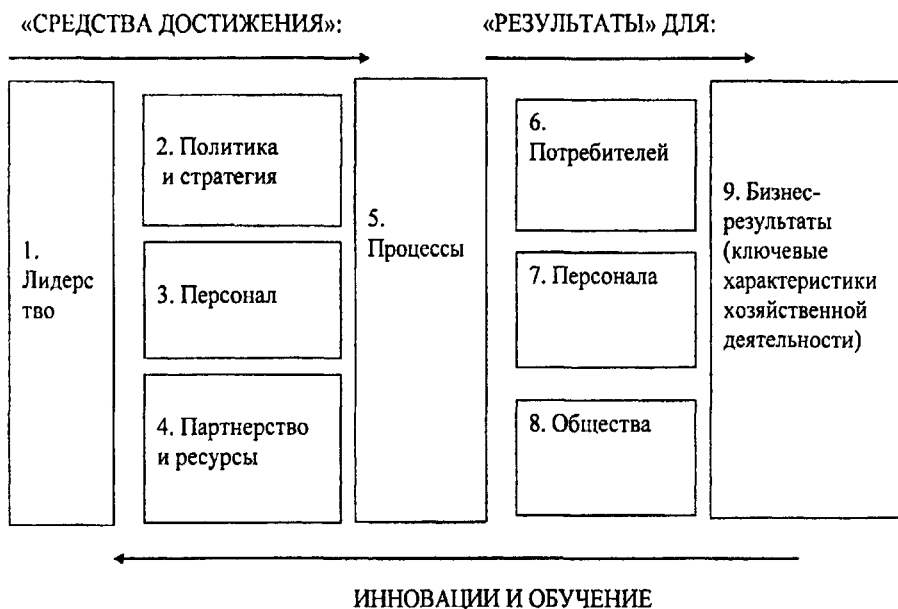 «СРЕДСТВА ДОСТИЖЕНИЯ»:
«РЕЗУЛЬТАТЫ» ДЛЯ:
1.
Лидерс
тво
2. Политика
и стратегия
3. Персонал
4. Партнерство
и ресурсы
5.
Процессы
6.
Потребителей
7. Персонала
8. Общества
9. Бизнес-
результаты
(ключевые
характеристики
хозяйственной
деятельности)
ИННОВАЦИИ И ОБУЧЕНИЕ